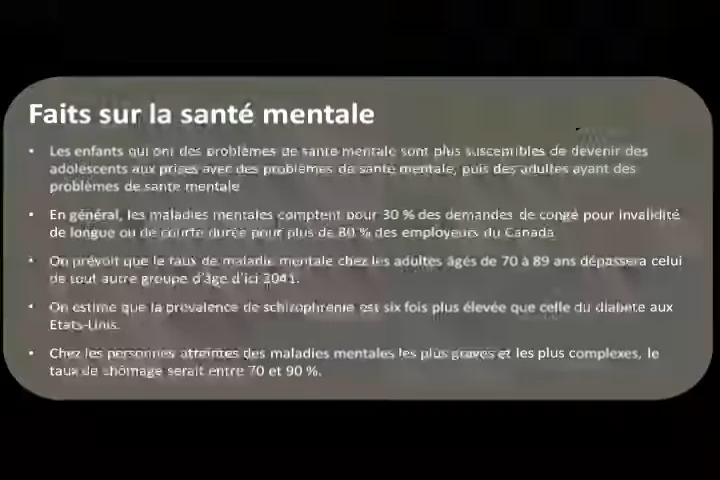 Faits sur la santé mentale
• Les enfants qui ont des problèmes de santé mentale sont plus susceptibles de devenir des
adolescents aux prises avec des problèmes de santé mentale, puis des adultes ayant des
problèmes de santé mentale
• En général, les maladies mentales comptent pour 30 % des demandes de congé pour invalidité
de longue ou de courte durée pour plus de 80 % des employeurs du Canada.
• On prévoit que le taux de maladie mentale chez les adultes âgés de 70 à 89 ans dépassera celui
de tout autre groupe d'âge d'ici 2041.
• On estime que la prévalence de schizophrénie est six fois plus élevée que celle du diabète aux
États-Unis.
• Chez les personnes atteintes des maladies mentales les plus graves et les plus complexes, le
taux de chômage serait entre 70 et 90 %.